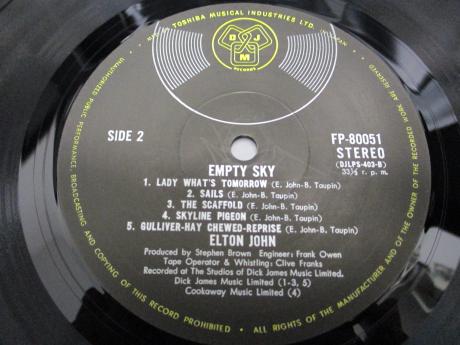 BY TOSHIBA MUSICAL INDUSTRIES LTD.
DJM
RECORDS
SIDE 2
FP-80051
STEREO
(DJLPS-403-B)
33⅓ r. p. m.
EMPTY SKY
1. LADY WHAT'S TOMORROW (E. John-B. Taupin)
2. SAILS (E. John-B. Taupin)
3. THE SCAFFOLD (E. John-B. Taupin)
4. SKYLINE PIGEON (E. John-B. Taupin)
5. GULLIVER-HAY CHEWED-REPRISE (E. John-B. Taupin)
ELTON JOHN
Produced by Stephen Brown Engineer: Frank Owen
Tape Operator & Whistling: Clive Franks
Recorded at The Studios of Dick James Music Limited.
Dick James Music Limited (1-3, 5)
Cookaway Music Limited (4)
UNAUTHORIZED PUBLIC PERFORMANCE, BROADCASTING AND COPYING OF THIS RECORD PROHIBITED • ALL RIGHTS OF THE MANUFACTURER AND OF THE OWNER OF THE RECORDED WORK ARE RESERVED